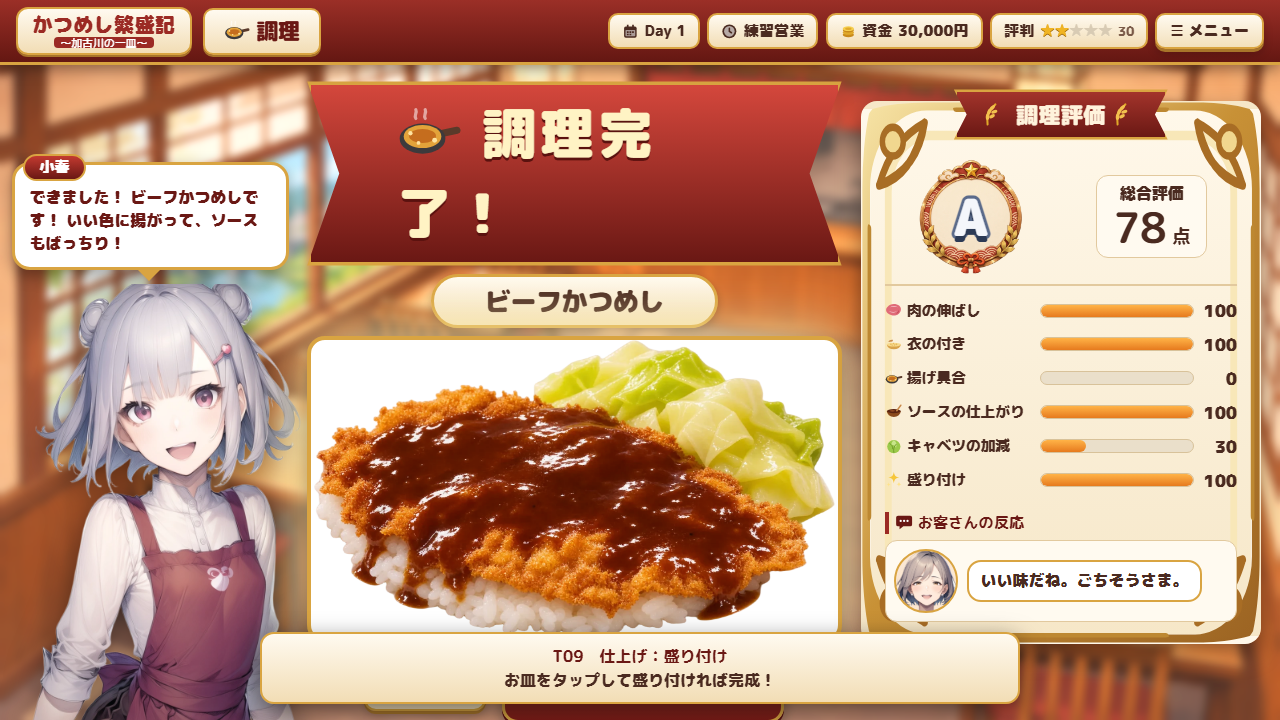 かつめし繁盛記
～加古川の一皿～
調理
Day 1
練習営業
資金 30,000円
評判 ★★★★★ 30
☰ メニュー
調理完
了！
小春
できました！ ビーフかつめしで
す！ いい色に揚がって、ソース
もばっちり！
ビーフかつめし
調理評価
A
総合評価
78 点
肉の伸ばし 100
衣の付き 100
揚げ具合 0
ソースの仕上がり 100
キャベツの加減 30
盛り付け 100
お客さんの反応
いい味だね。ごちそうさま。
T09　仕上げ：盛り付け
お皿をタップして盛り付ければ完成！